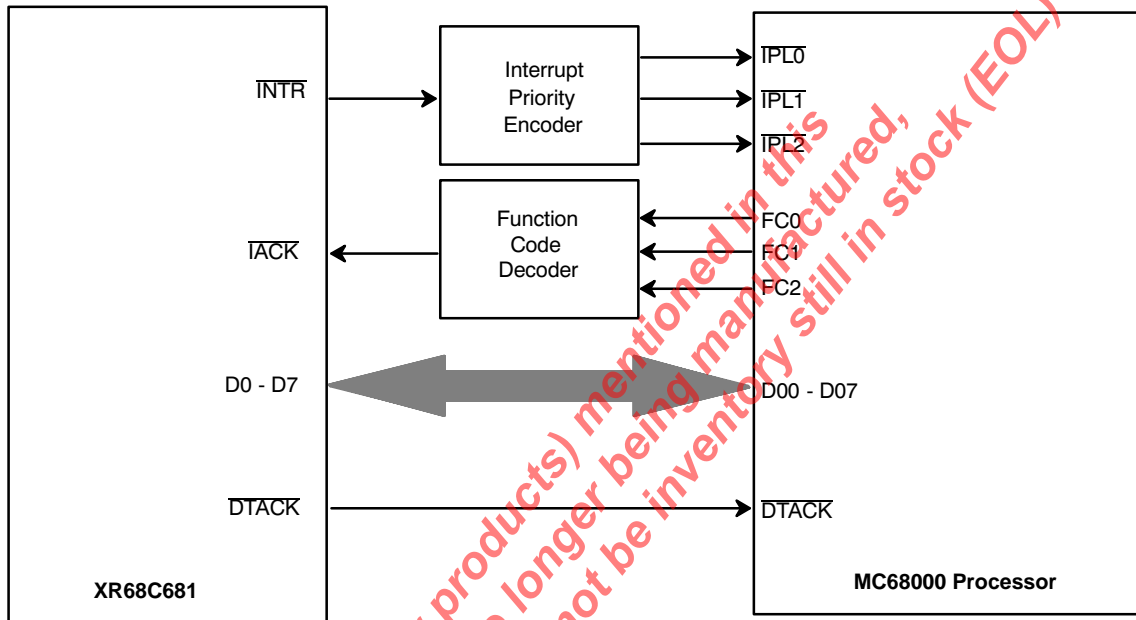 INTR
Interrupt
Priority
Encoder
IPL0
IPL1
IPL2
IACK
Function
Code
Decoder
FC0
FC1
FC2
D0 - D7
D00 - D07
DTACK
DTACK
XR68C681
MC68000 Processor
products) mentioned in this
longer being manufactured,
not be inventory still in stock (EOL)